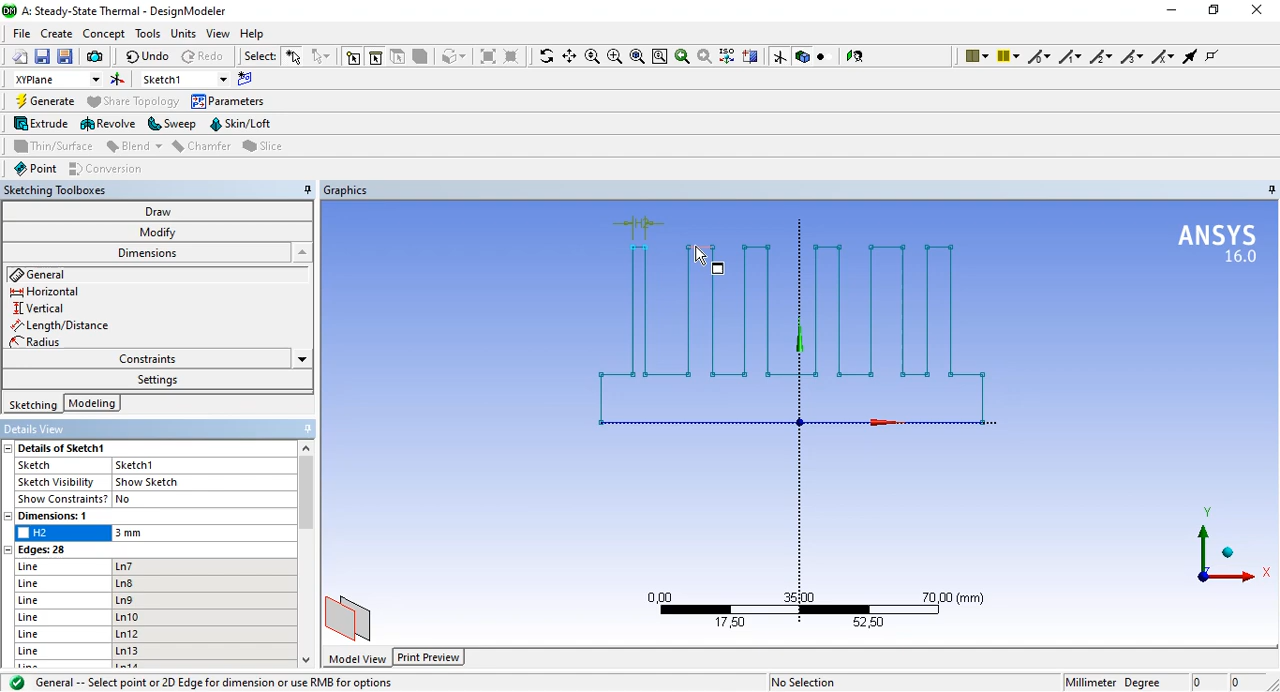 A: Steady-State Thermal - DesignModeler
File Create Concept Tools Units View Help
Undo Redo Select:
XYPlane Sketch1
Generate Share Topology Parameters
Extrude Revolve Sweep Skin/Loft
Thin/Surface Blend Chamfer Slice
Point Conversion
Sketching Toolboxes
Draw
Modify
Dimensions
General
Horizontal
Vertical
Length/Distance
Radius
Constraints
Settings
Sketching Modeling
Details View
Details of Sketch1
Sketch Sketch1
Sketch Visibility Show Sketch
Show Constraints? No
Dimensions: 1
H2 3 mm
Edges: 28
Line Ln7
Line Ln8
Line Ln9
Line Ln10
Line Ln12
Line Ln13
Line Ln14
Graphics
H2
ANSYS
16.0
Y
X
Z
0,00 35,00 70,00 (mm)
17,50 52,50
Model View Print Preview
General -- Select point or 2D Edge for dimension or use RMB for options No Selection Millimeter Degree 0 0